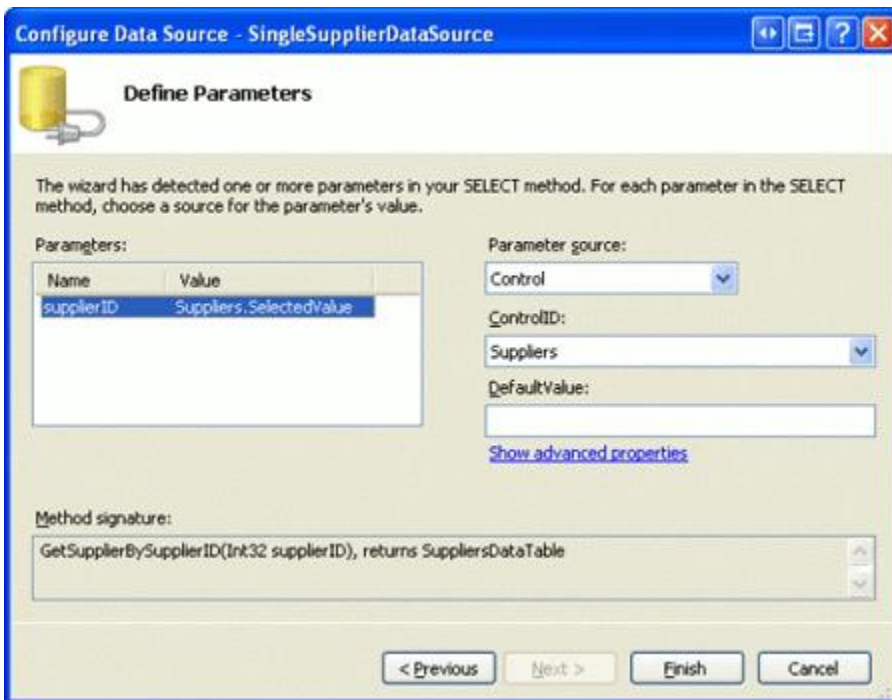 Configure Data Source - SingleSupplierDataSource
Define Parameters
The wizard has detected one or more parameters in your SELECT method. For each parameter in the SELECT
method, choose a source for the parameter's value.
Parameters:
Name Value
supplierID Suppliers.SelectedValue
Parameter source:
Control
ControlID:
Suppliers
DefaultValue:
Show advanced properties
Method signature:
GetSupplierBySupplierID(Int32 supplierID), returns SuppliersDataTable
< Previous Next > Finish Cancel